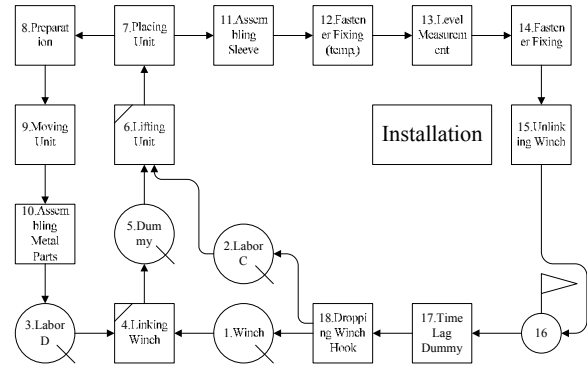 8.Preparat
ion
7.Placing
Unit
11.Assem
bling
Sleeve
12.Fasten
er Fixing
(temp.)
13.Level
Measurem
ent
14.Fasten
er Fixing
9.Moving
Unit
6.Lifting
Unit
Installation
15.Unlink
ing Winch
10.Assem
bling
Metal
Parts
5.Dum
my
2.Labor
C
3.Labor
D
4.Linking
Winch
1.Winch
18.Droppi
ng Winch
Hook
17.Time
Lag
Dummy
16